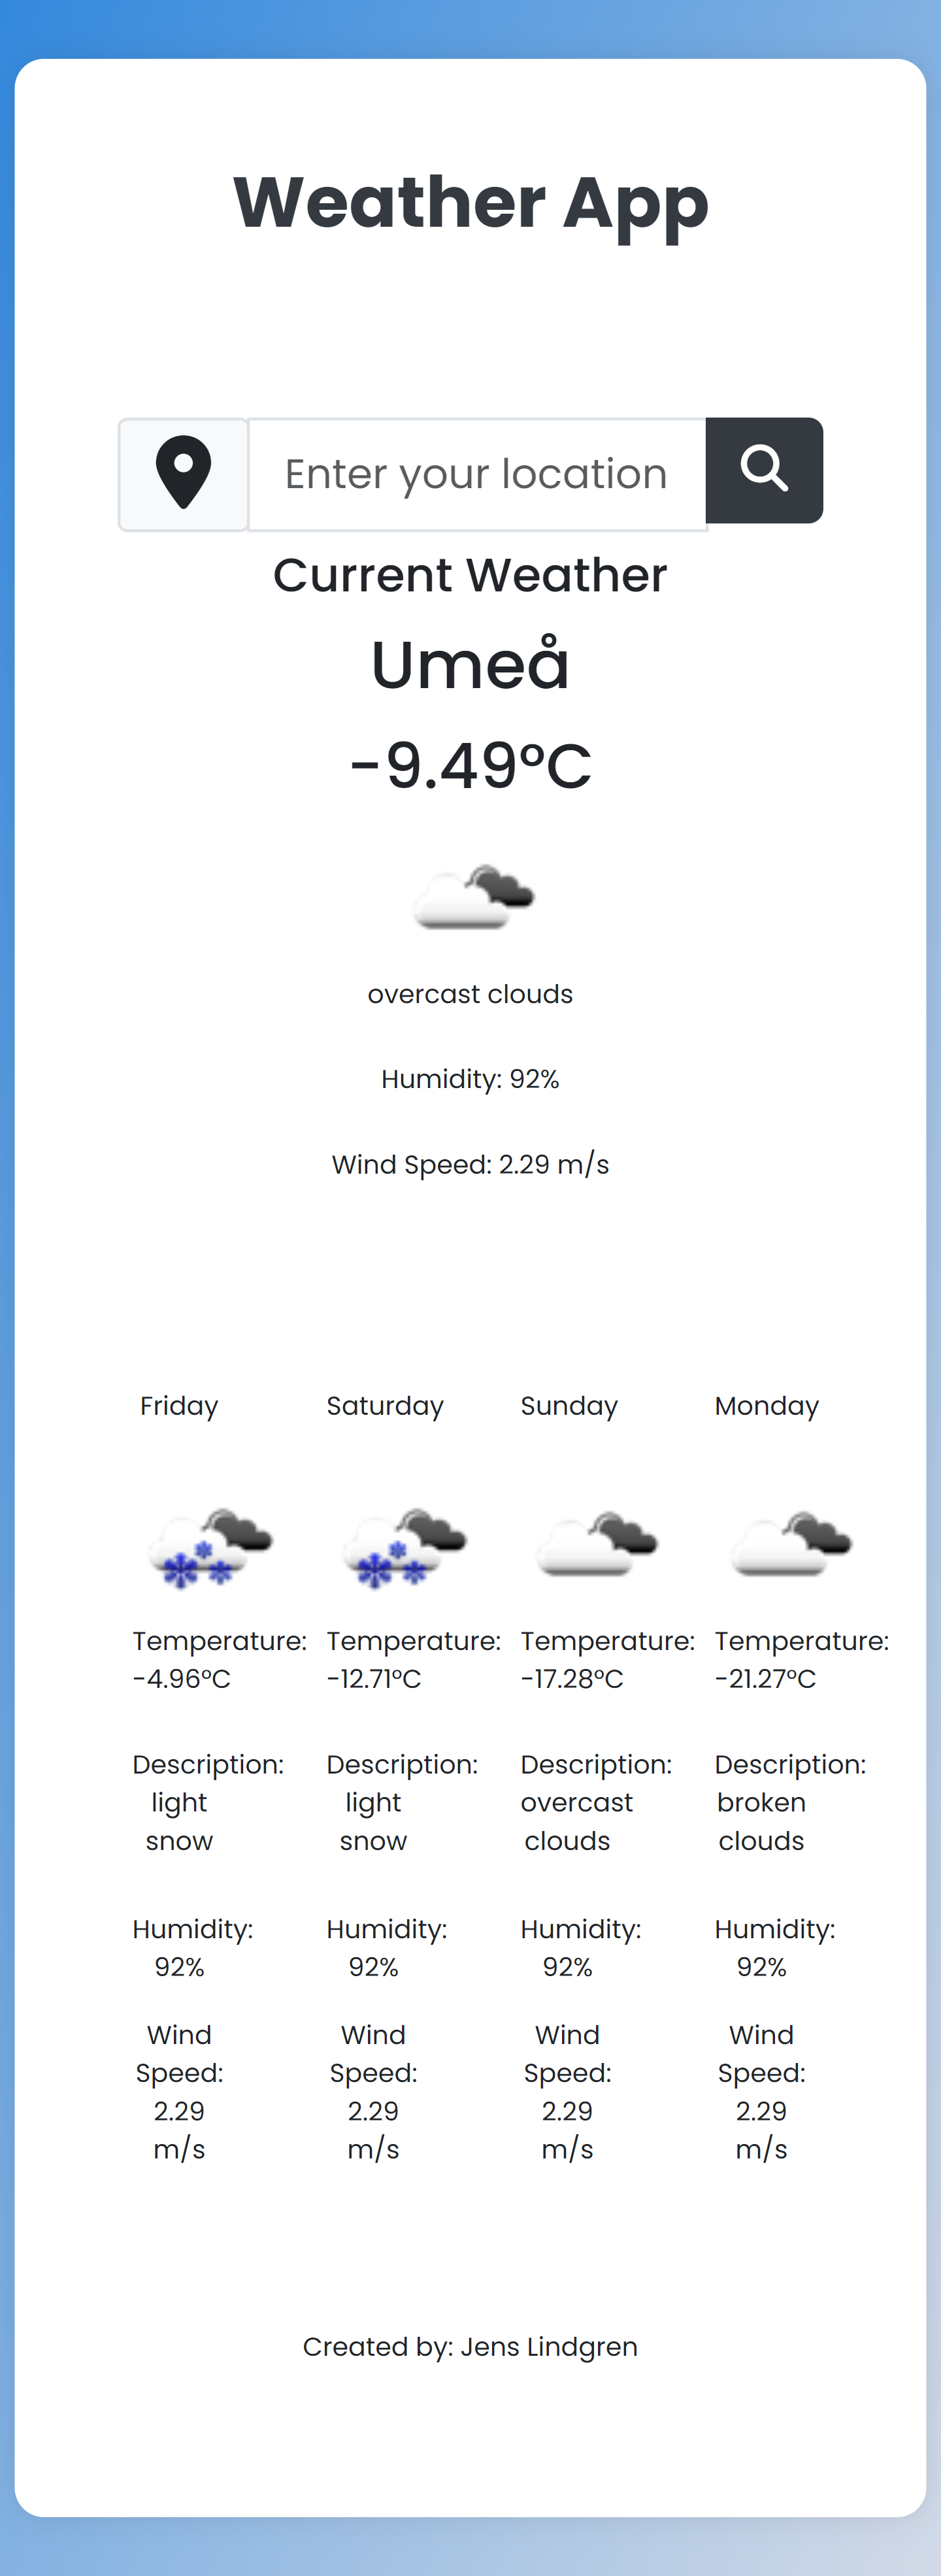 Weather App
Enter your location
Current Weather
Umeå
-9.49°C
overcast clouds
Humidity: 92%
Wind Speed: 2.29 m/s
Friday
Temperature:
-4.96°C
Description:
light
snow
Humidity:
92%
Wind
Speed:
2.29
m/s
Saturday
Temperature:
-12.71°C
Description:
light
snow
Humidity:
92%
Wind
Speed:
2.29
m/s
Sunday
Temperature:
-17.28°C
Description:
overcast
clouds
Humidity:
92%
Wind
Speed:
2.29
m/s
Monday
Temperature:
-21.27°C
Description:
broken
clouds
Humidity:
92%
Wind
Speed:
2.29
m/s
Created by: Jens Lindgren